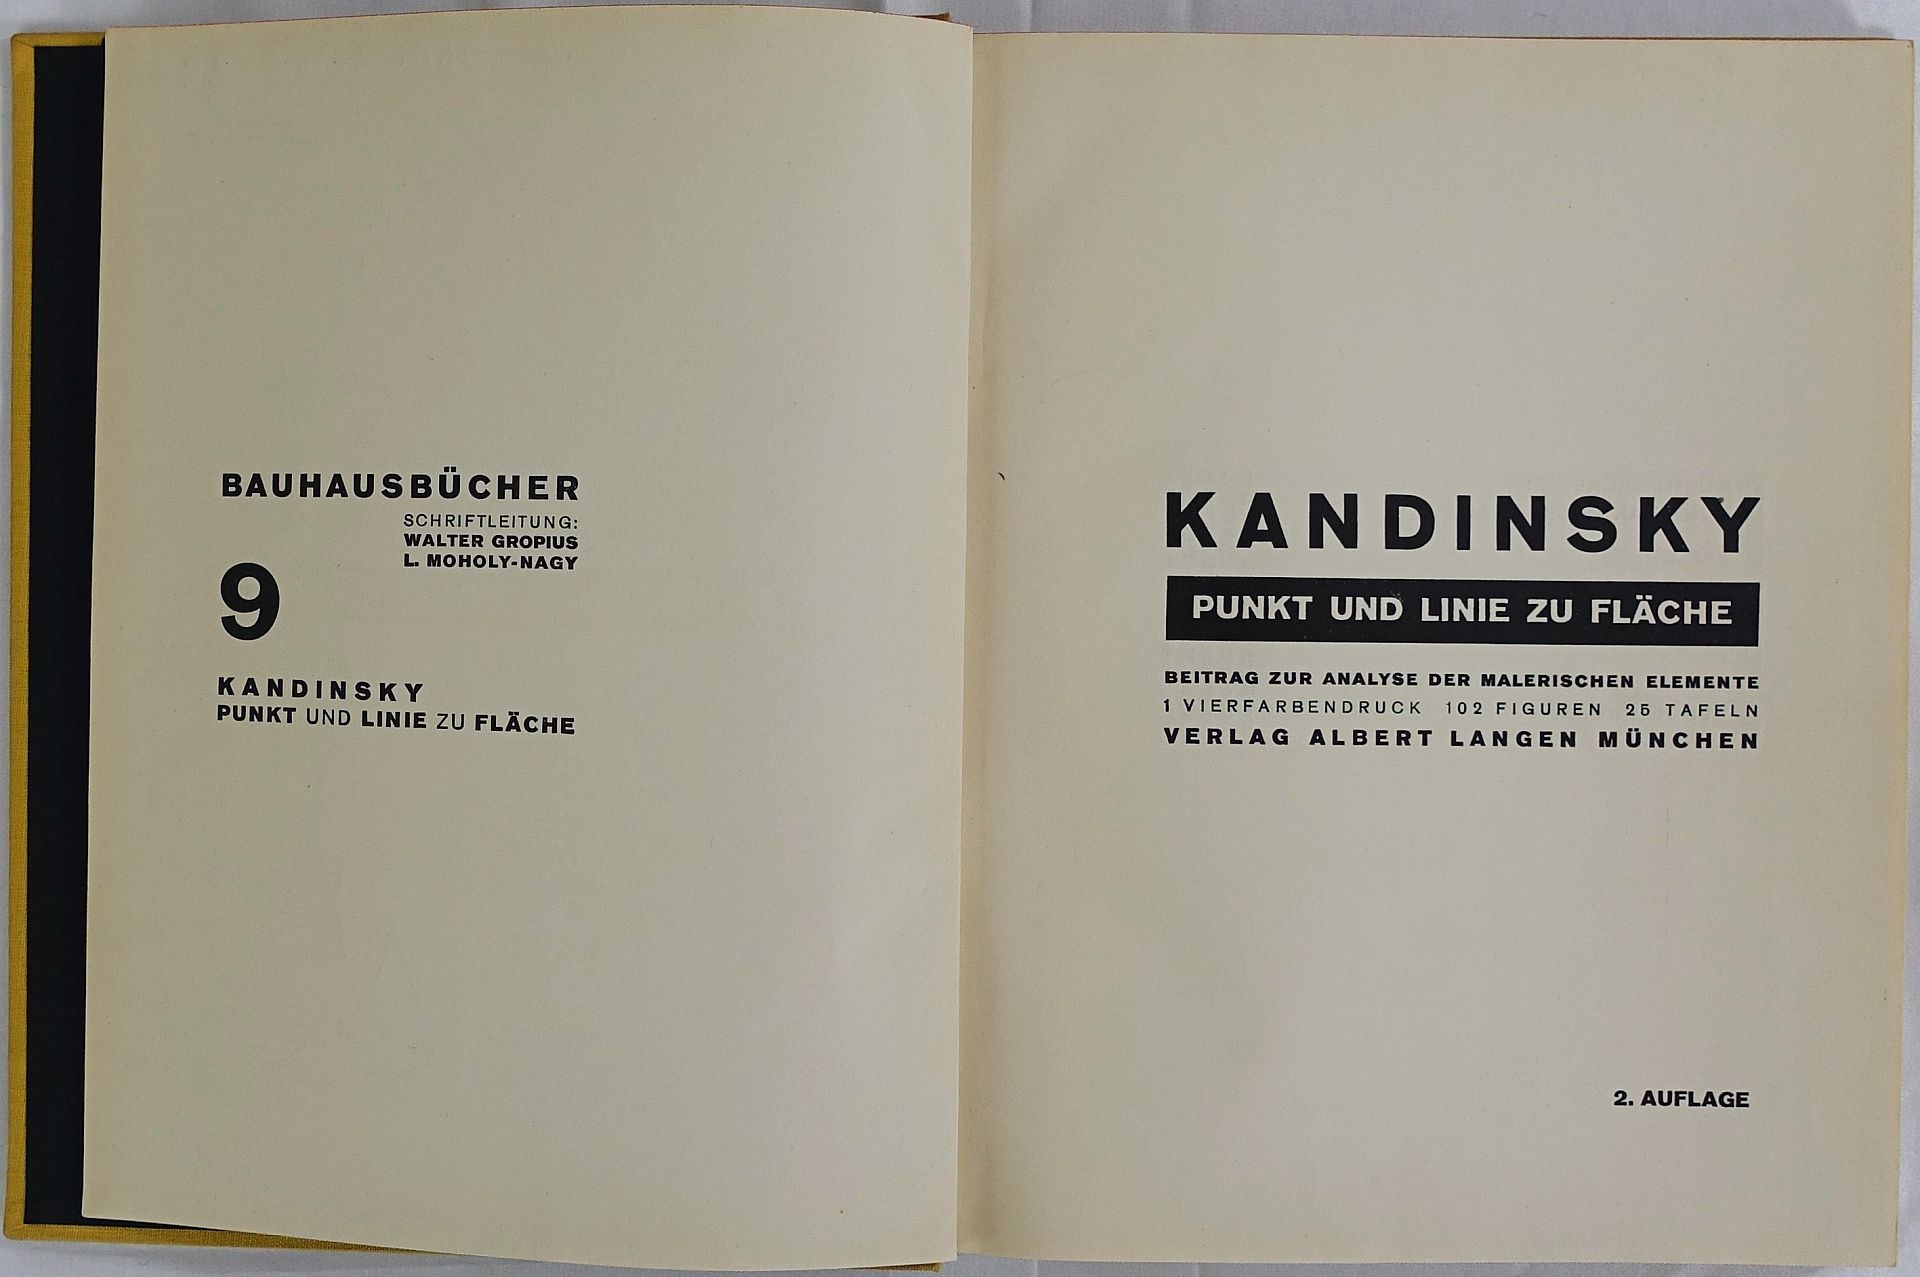 BAUHAUSBÜCHER
SCHRIFTLEITUNG:
WALTER GROPIUS
L. MOHOLY-NAGY
9
KANDINSKY
PUNKT UND LINIE ZU FLÄCHE
KANDINSKY
PUNKT UND LINIE ZU FLÄCHE
BEITRAG ZUR ANALYSE DER MALERISCHEN ELEMENTE
1 VIERFARBENDRUCK 102 FIGUREN 25 TAFELN
VERLAG ALBERT LANGEN MÜNCHEN
2. AUFLAGE